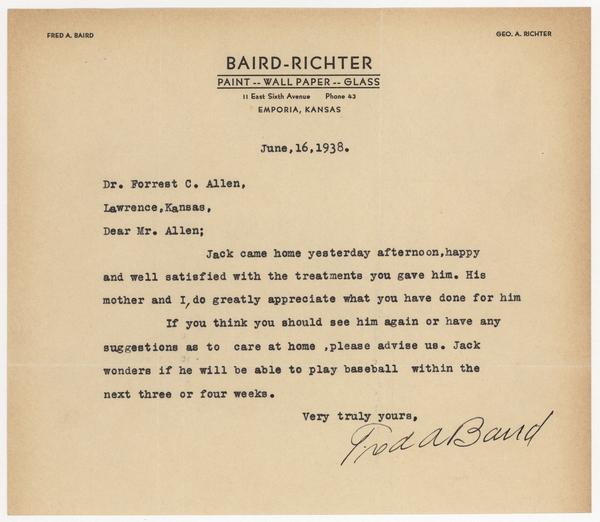 FRED A. BAIRD
GEO. A. RICHTER
BAIRD-RICHTER
PAINT -- WALL PAPER -- GLASS
11 East Sixth Avenue Phone 43
EMPORIA, KANSAS
June,16,1938.
Dr. Forrest C. Allen,
Lawrence,Kansas,
Dear Mr. Allen;
Jack came home yesterday afternoon,happy
and well satisfied with the treatments you gave him. His
mother and I, do greatly appreciate what you have done for him
If you think you should see him again or have any
suggestions as to care at home ,please advise us. Jack
wonders if he will be able to play baseball within the
next three or four weeks.
Very truly yours,
Fred A Baird